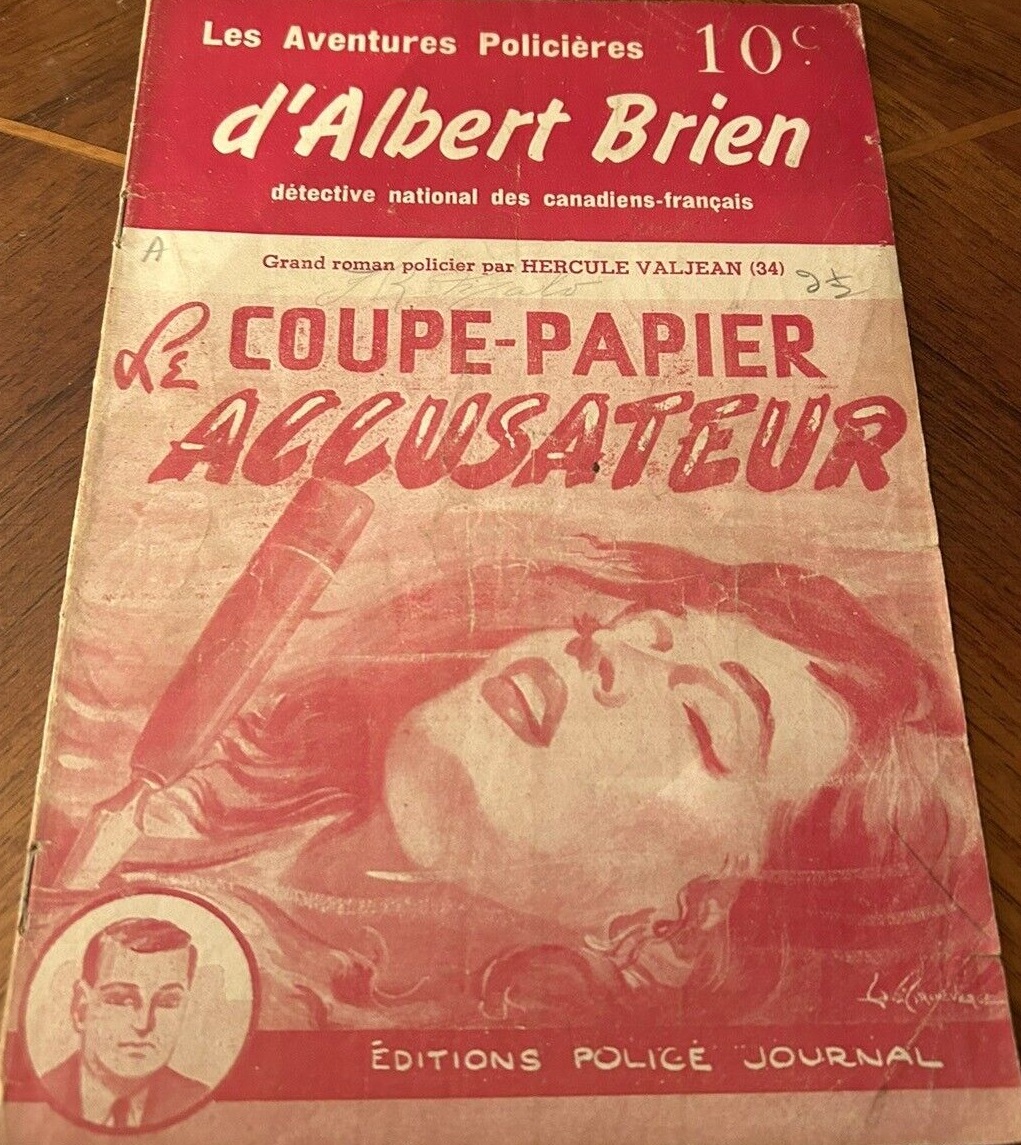 Les Aventures Policières 10c.
d'Albert Brien
détective national des canadiens-français
A
Grand roman policier par HERCULE VALJEAN (34)
25
Le COUPE-PAPIER
ACCUSATEUR
ÉDITIONS POLICE JOURNAL